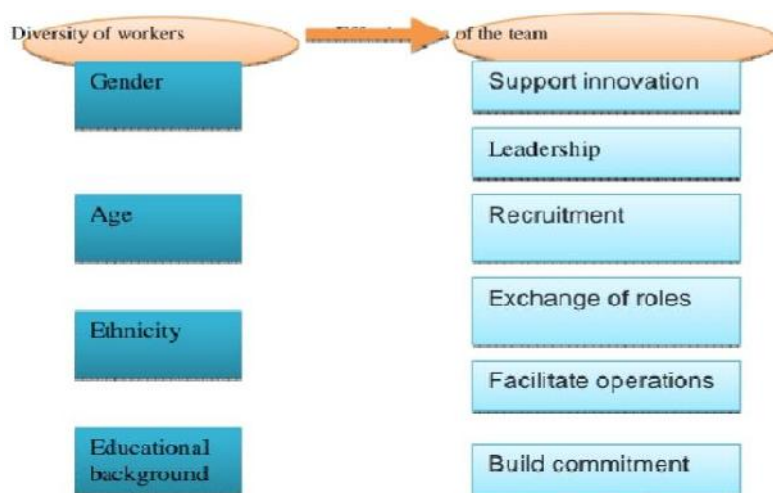 Diversity of workers
of the team
Gender
Age
Ethnicity
Educational
background
Support innovation
Leadership
Recruitment
Exchange of roles
Facilitate operations
Build commitment